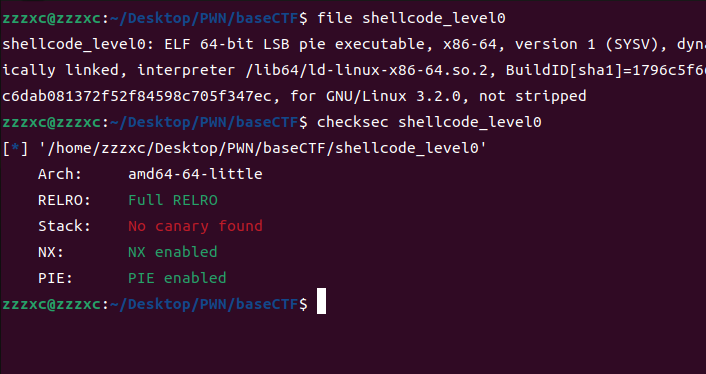 zzzxc@zzzxc:~/Desktop/PWN/baseCTF$ file shellcode_level0
shellcode_level0: ELF 64-bit LSB pie executable, x86-64, version 1 (SYSV), dyna
ically linked, interpreter /lib64/ld-linux-x86-64.so.2, BuildID[sha1]=1796c5f66
c6dab081372f52f84598c705f347ec, for GNU/Linux 3.2.0, not stripped
zzzxc@zzzxc:~/Desktop/PWN/baseCTF$ checksec shellcode_level0
[*] '/home/zzzxc/Desktop/PWN/baseCTF/shellcode_level0'
Arch: amd64-64-little
RELRO: Full RELRO
Stack: No canary found
NX: NX enabled
PIE: PIE enabled
zzzxc@zzzxc:~/Desktop/PWN/baseCTF$